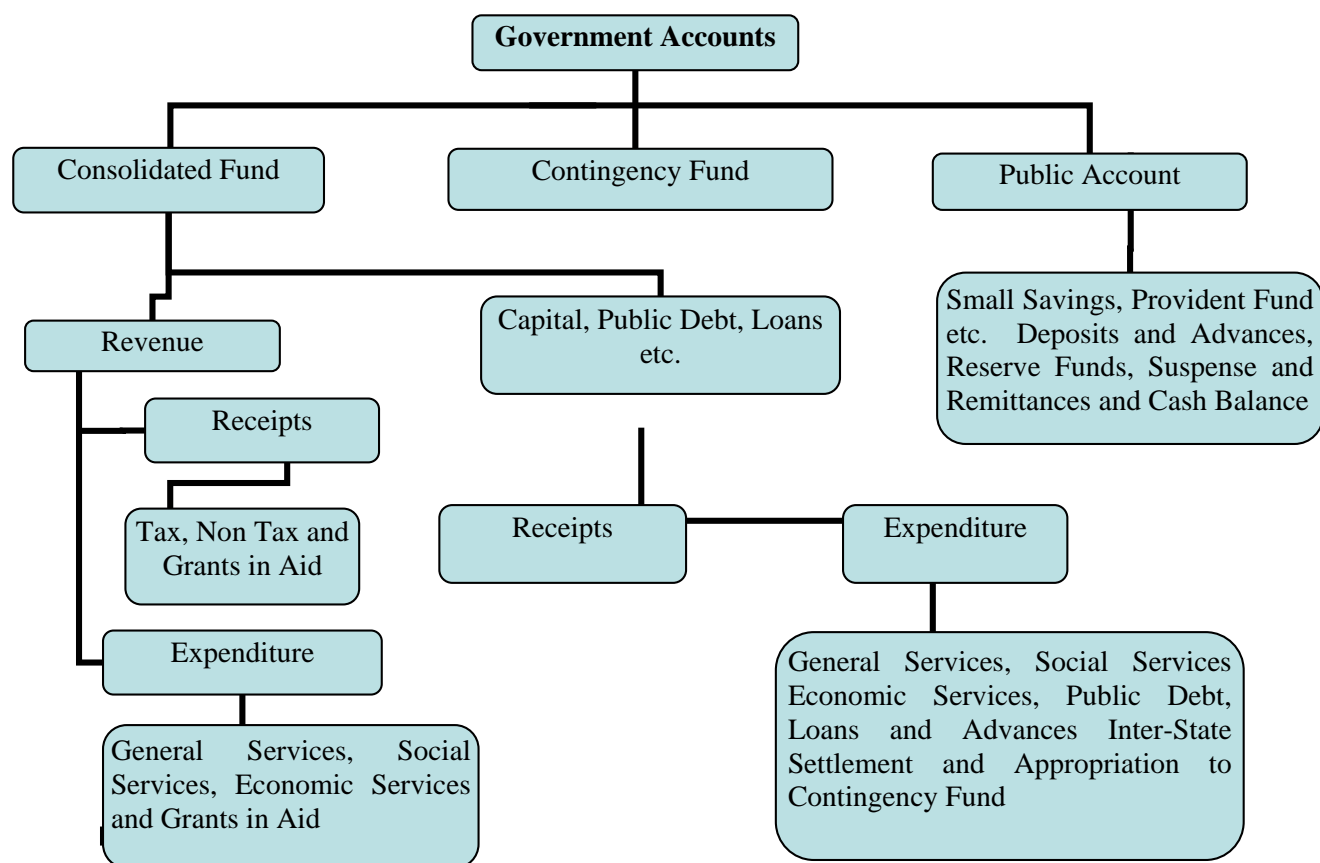 Government Accounts
Consolidated Fund
Contingency Fund
Public Account
Revenue
Capital, Public Debt, Loans
etc.
Small Savings, Provident Fund
etc. Deposits and Advances,
Reserve Funds, Suspense and
Remittances and Cash Balance
Receipts
Tax, Non Tax and
Grants in Aid
Receipts
Expenditure
Expenditure
General Services, Social
Services, Economic Services
and Grants in Aid
General Services, Social Services
Economic Services, Public Debt,
Loans and Advances Inter-State
Settlement and Appropriation to
Contingency Fund